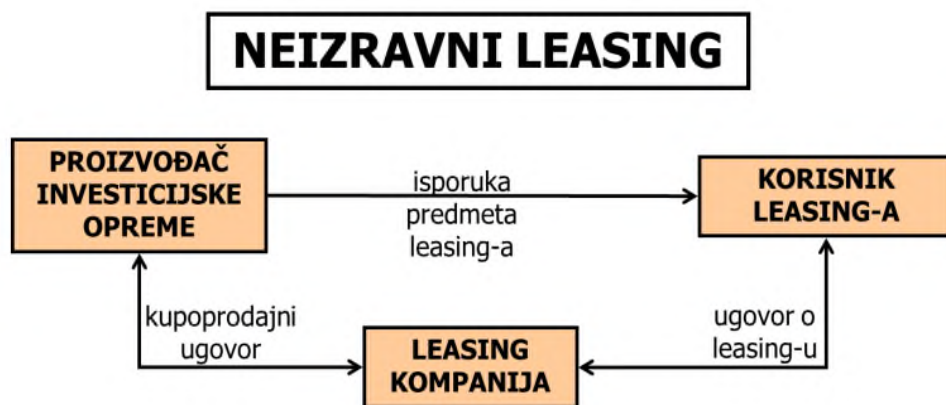 NEIZRAVNI LEASING
PROIZVOĐAČ
INVESTICIJSKE
OPREME
isporuka
predmeta
leasing-a
KORISNIK
LEASING-A
kupoprodajni
ugovor
LEASING
KOMPANIJA
ugovor o
leasing-u